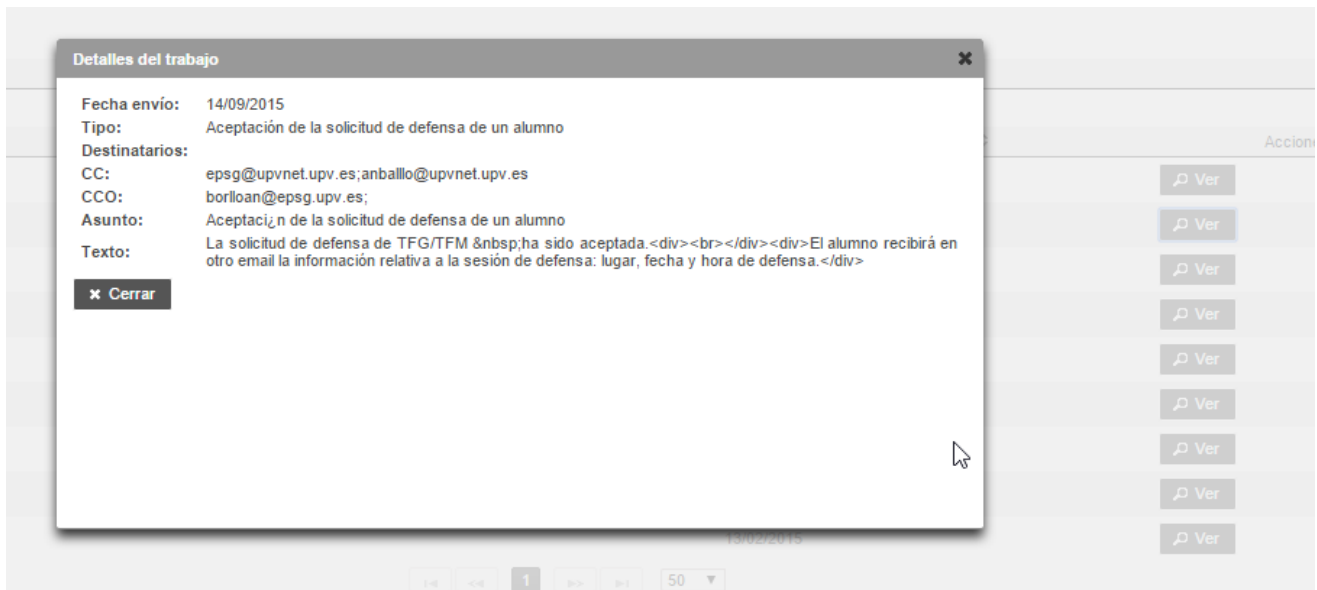 Detalles del trabajo
Fecha envío: 14/09/2015
Tipo: Aceptación de la solicitud de defensa de un alumno
Destinatarios:
CC: epsg@upvnet.upv.es;anballlo@upvnet.upv.es
CCO: borlloan@epsg.upv.es;
Asunto: Aceptaci¿n de la solicitud de defensa de un alumno
Texto: La solicitud de defensa de TFG/TFM &nbsp;ha sido aceptada.<div><br></div><div>El alumno recibirá en
otro email la información relativa a la sesión de defensa: lugar, fecha y hora de defensa.</div>
Cerrar
Accion
Ver
Ver
Ver
Ver
Ver
Ver
Ver
Ver
13/02/2015 Ver
1 50